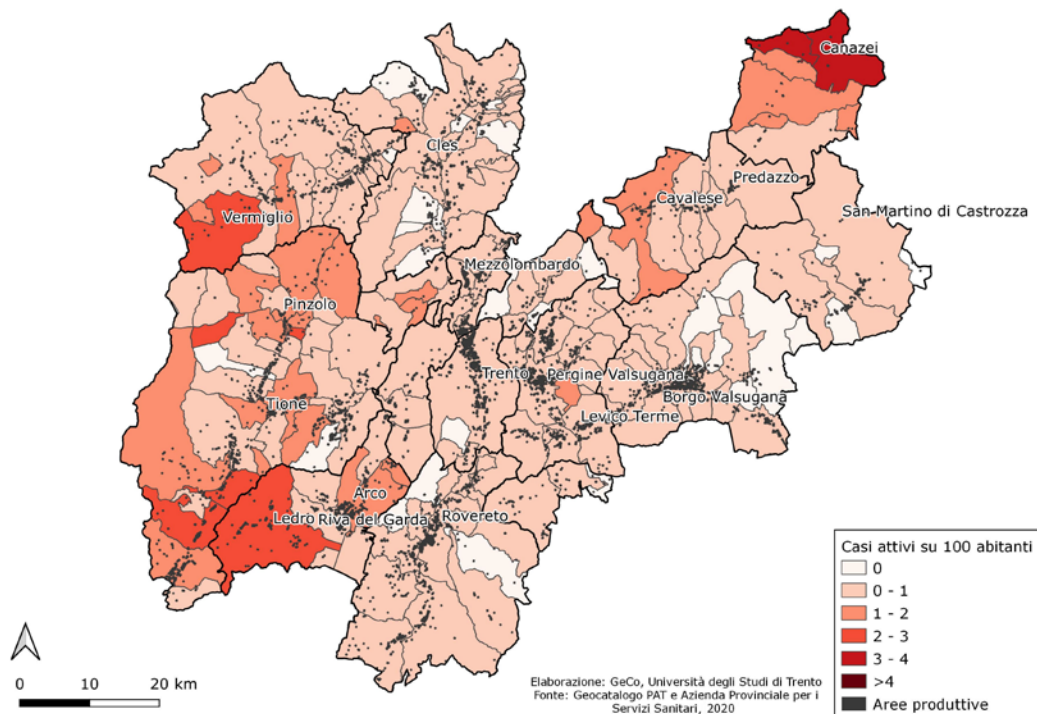 Canazei
Cles
Predazzo
Cavalese
San Martino di Castrozza
Vermiglio
Mezzolombardo
Pinzolo
Trento
Pergine Valsugana
Borgo Valsugana
Tione
Levico Terme
Arco
Ledro
Riva del Garda
Rovereto
Casi attivi su 100 abitanti
0
0 - 1
1 - 2
2 - 3
3 - 4
>4
Aree produttive
0 10 20 km
Elaborazione: GeCo, Università degli Studi di Trento
Fonte: Geocatalogo PAT e Azienda Provinciale per i
Servizi Sanitari, 2020